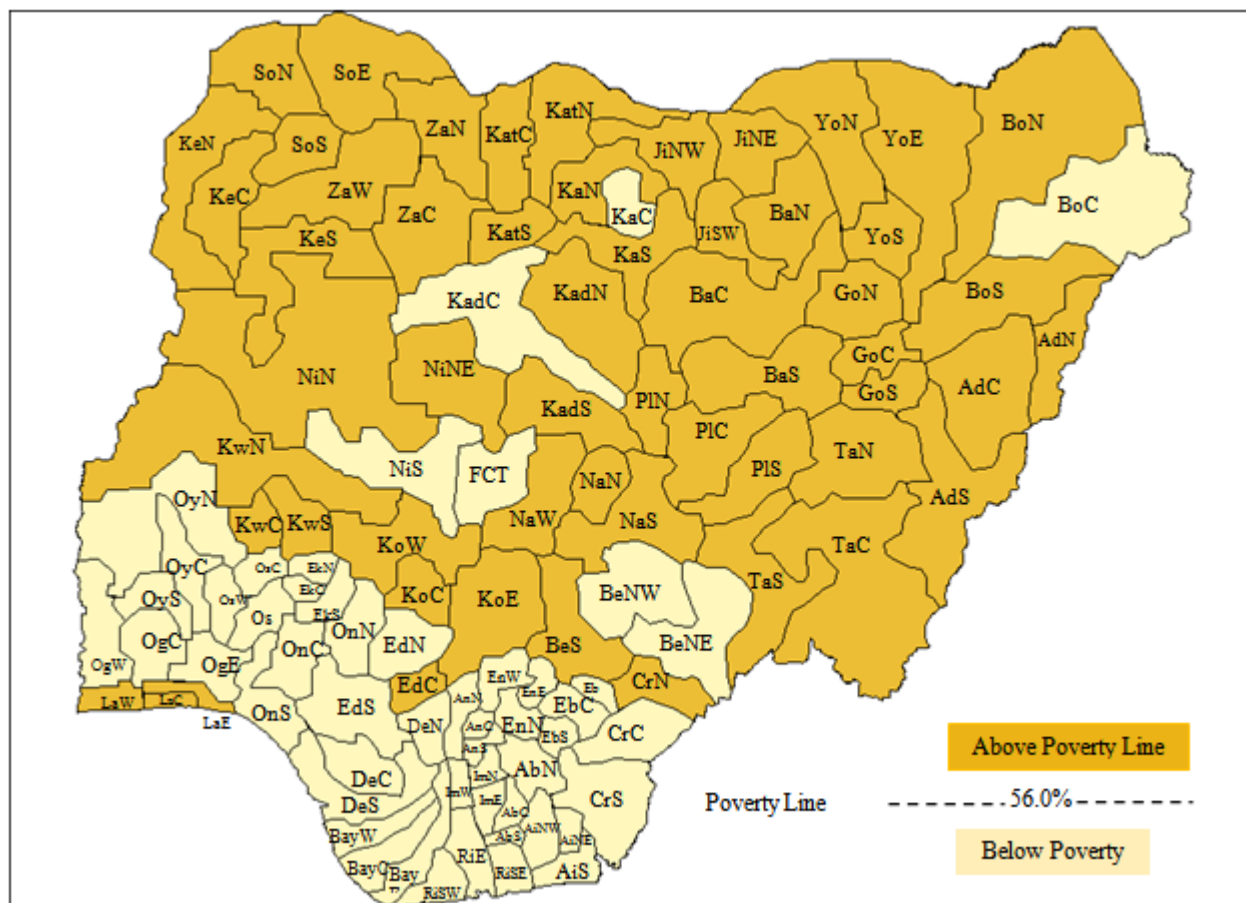 SoN
SoE
KeN
SoS
ZaN
KatC
KatN
KeC
ZaW
ZaC
KeS
KatS
KaN
KaC
KaS
JiNW
JiNE
JiSW
BaN
YoN
YoE
YoS
BoN
BoC
BoS
KadC
KadN
BaC
GoN
GoC
GoS
AdN
AdC
NiN
NiNE
KadS
PlN
BaS
PlC
PlS
TaN
AdS
KwN
NiS
FCT
NaN
NaW
NaS
TaC
TaS
OyN
KwC
KwS
KoW
KoC
KoE
BeNW
BeNE
BeS
OyC
OsC
EkN
EkC
EkS
OyS
OsW
Os
OnN
EdN
OgC
OgW
OgE
OnC
EdC
CrN
LaW
LaC
LaE
OnS
EdS
DeN
AnN
EnW
EnE
Eb
EbC
AnC
EnN
EbS
CrC
AnS
DeC
ImN
AbN
DeS
ImW
ImE
CrS
BayW
AbC
AiNW
AbS
AiNE
BayC
Bay
RiE
RiSW
RiSE
AiS
Above Poverty Line
Poverty Line
56.0%
Below Poverty